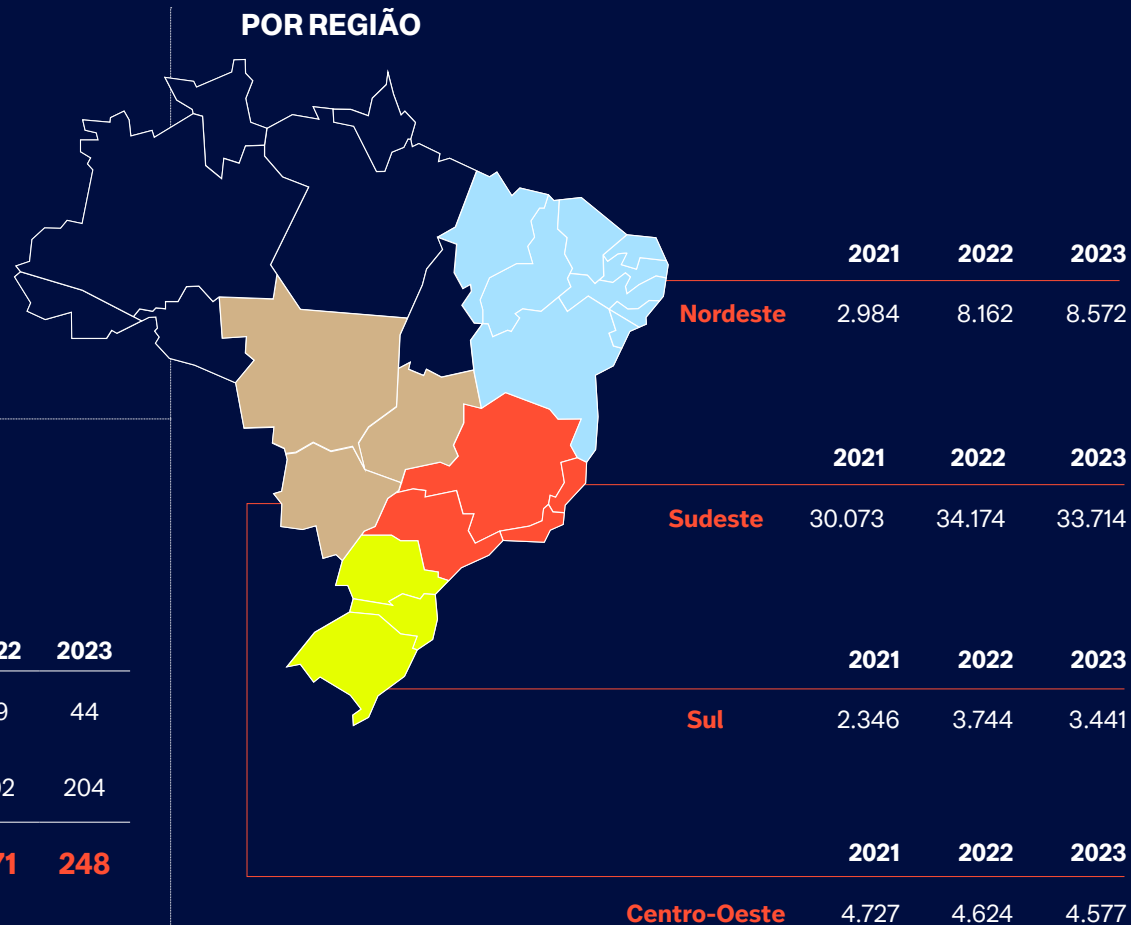 POR REGIÃO
2021 2022 2023
Nordeste 2.984 8.162 8.572
2021 2022 2023
Sudeste 30.073 34.174 33.714
2021 2022 2023
Sul 2.346 3.744 3.441
2021 2022 2023
Centro-Oeste 4.727 4.624 4.577
2023
44
204
248